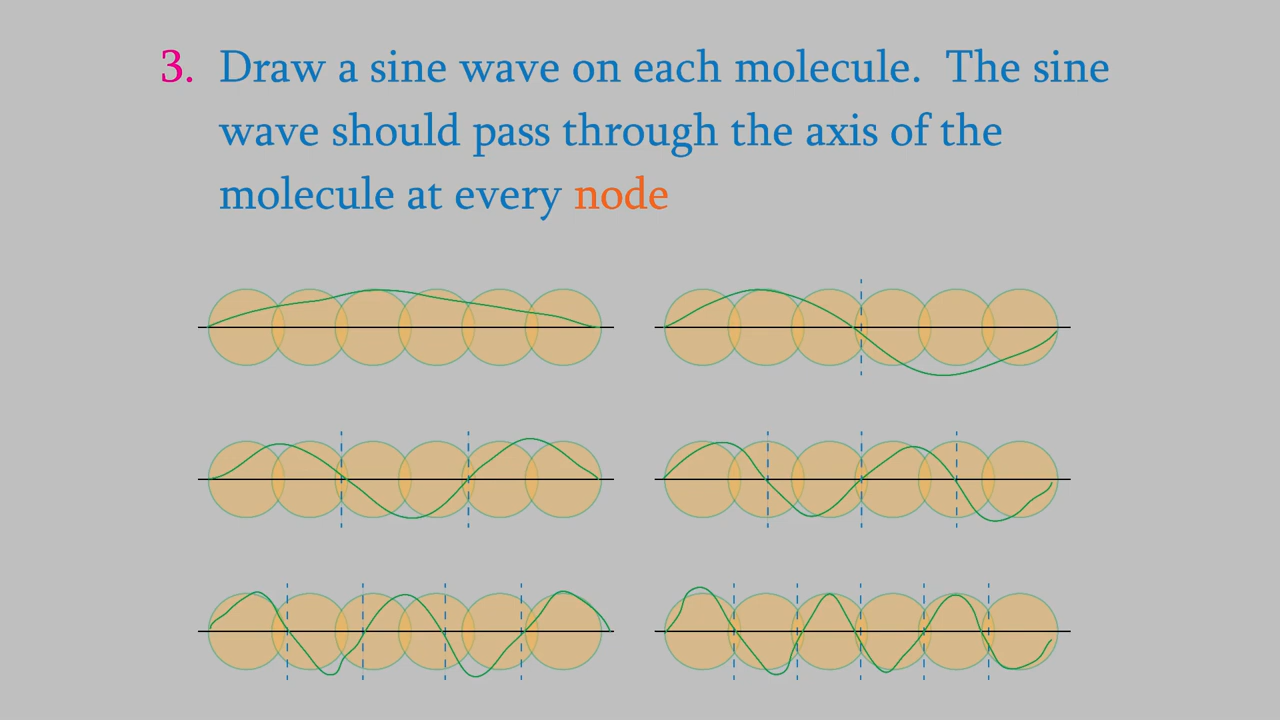 3. Draw a sine wave on each molecule. The sine
wave should pass through the axis of the
molecule at every node